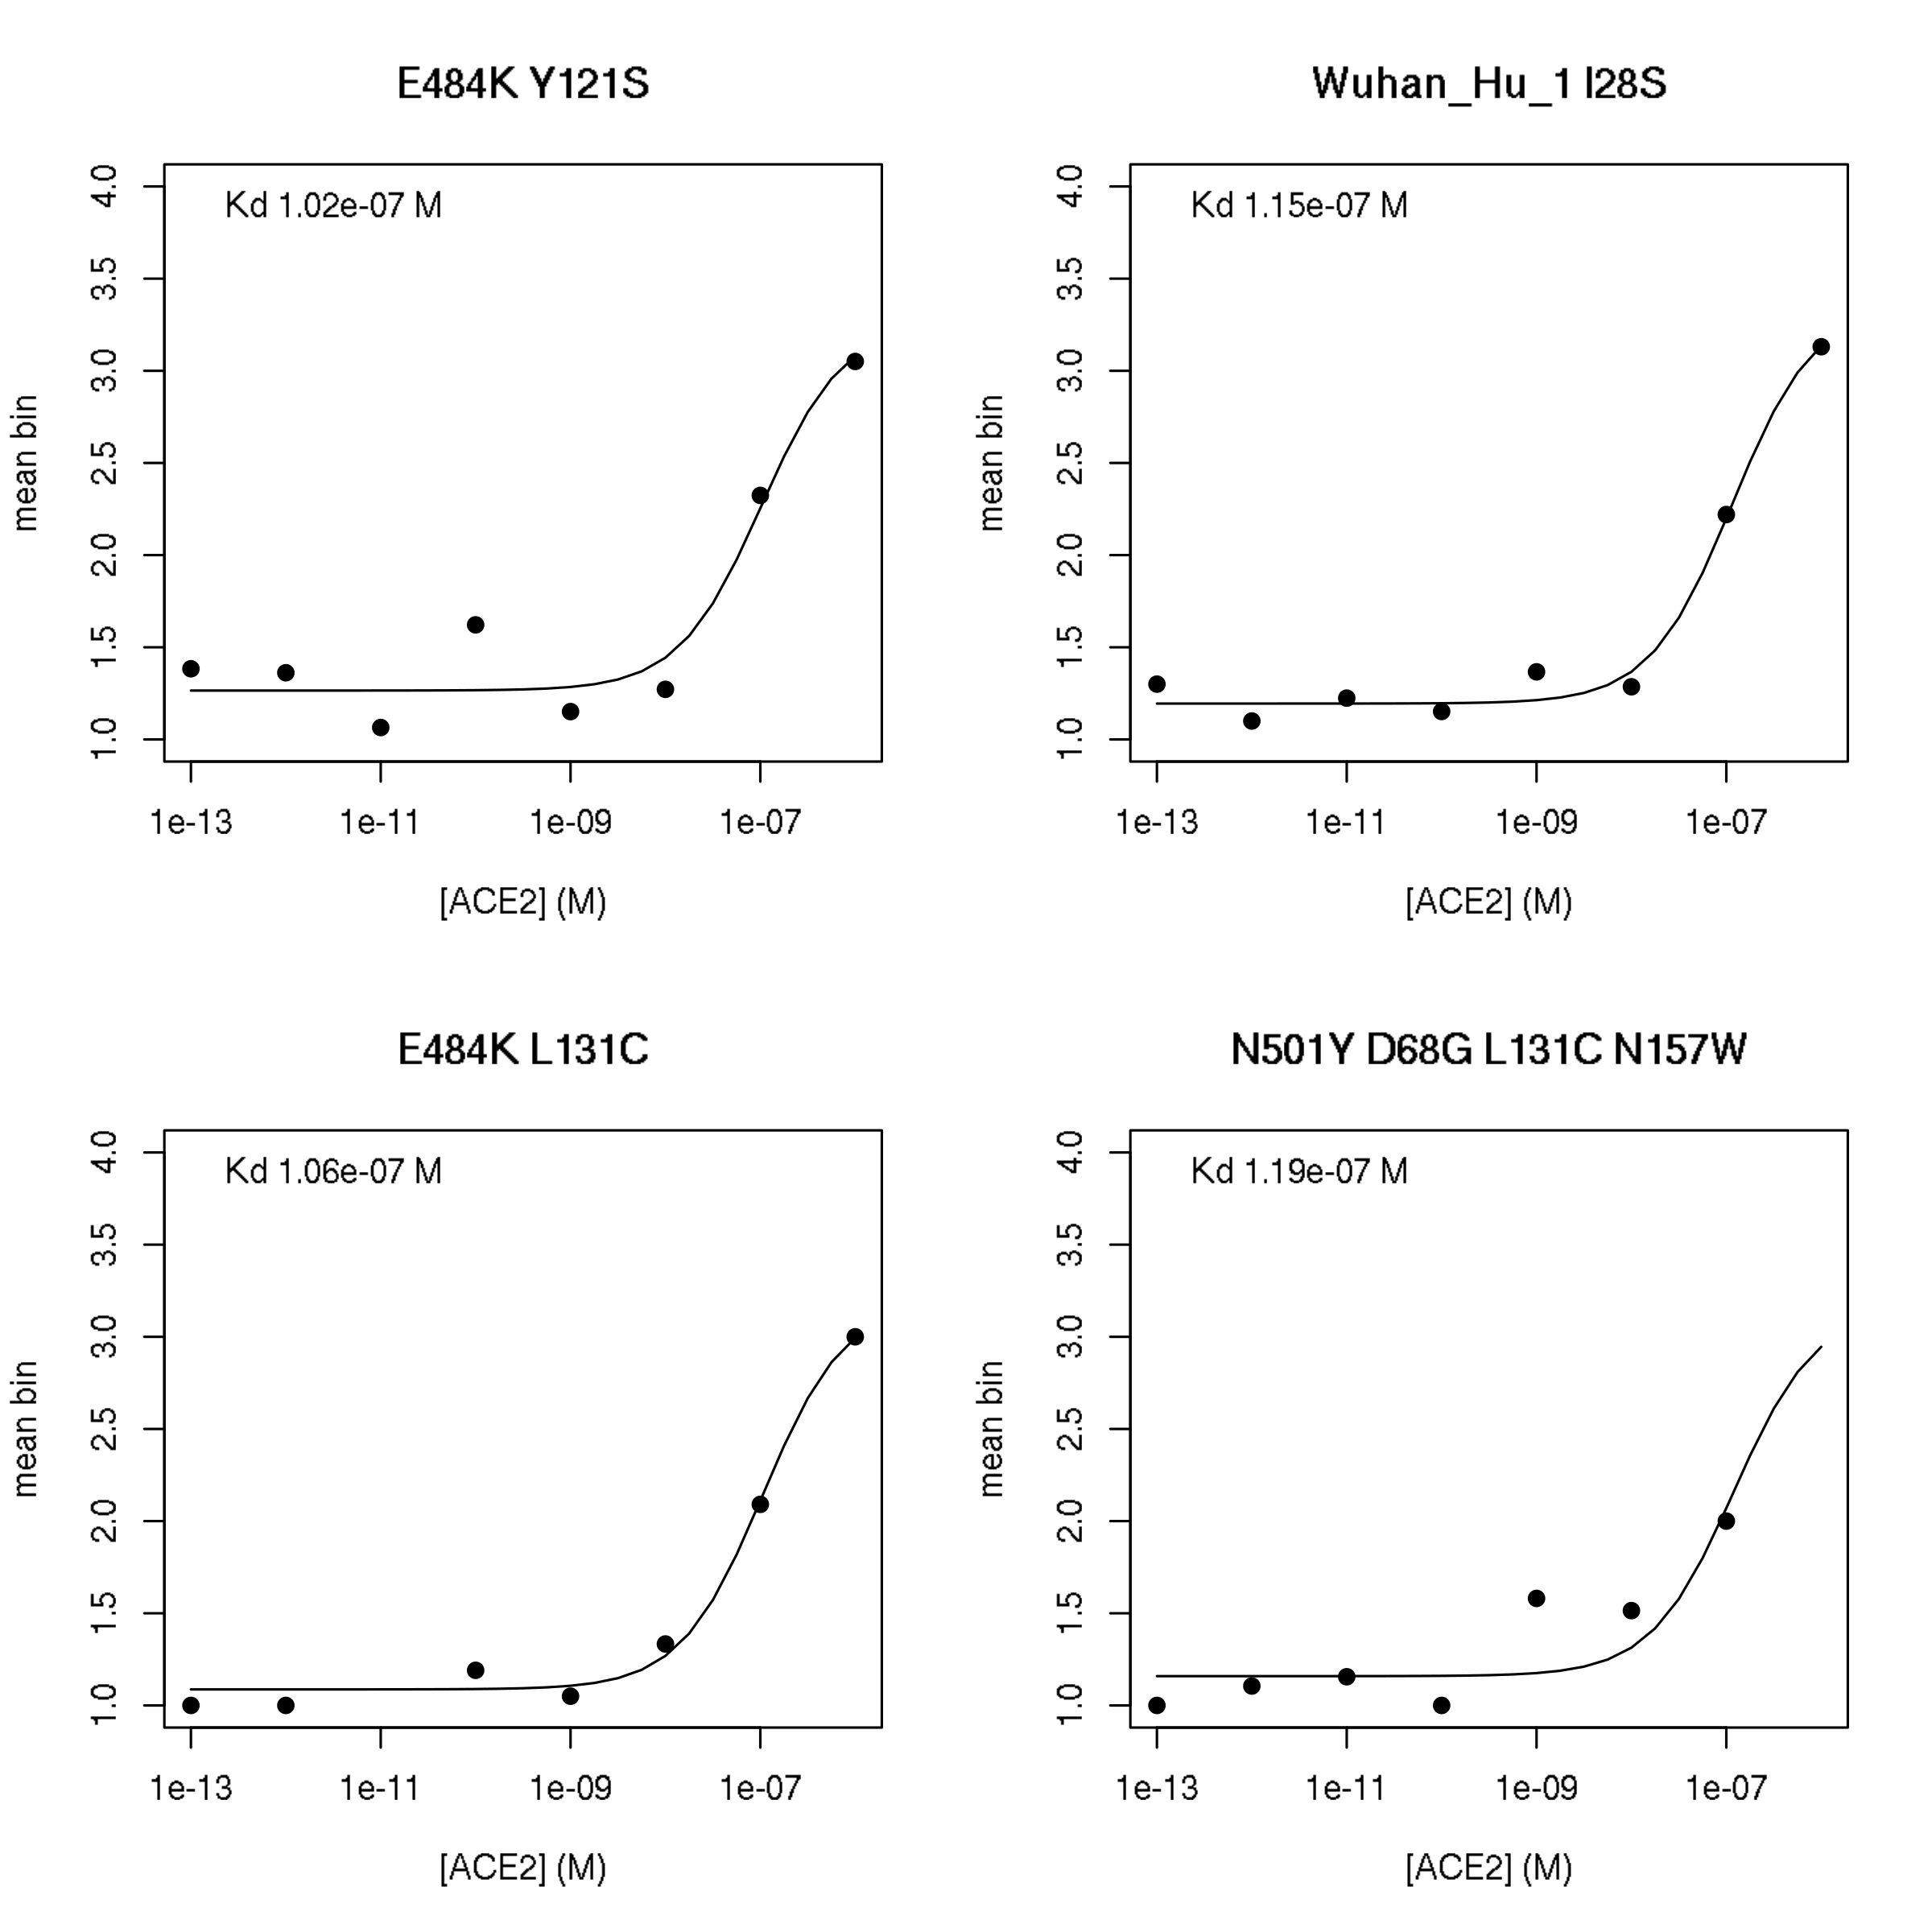 E484K Y121S
Kd 1.02e-07 M
4.0
3.5
3.0
2.5
2.0
1.5
1.0
mean bin
1e-13 1e-11 1e-09 1e-07
[ACE2] (M)
Wuhan_Hu_1 I28S
Kd 1.15e-07 M
4.0
3.5
3.0
2.5
2.0
1.5
1.0
mean bin
1e-13 1e-11 1e-09 1e-07
[ACE2] (M)
E484K L131C
Kd 1.06e-07 M
4.0
3.5
3.0
2.5
2.0
1.5
1.0
mean bin
1e-13 1e-11 1e-09 1e-07
[ACE2] (M)
N501Y D68G L131C N157W
Kd 1.19e-07 M
4.0
3.5
3.0
2.5
2.0
1.5
1.0
mean bin
1e-13 1e-11 1e-09 1e-07
[ACE2] (M)